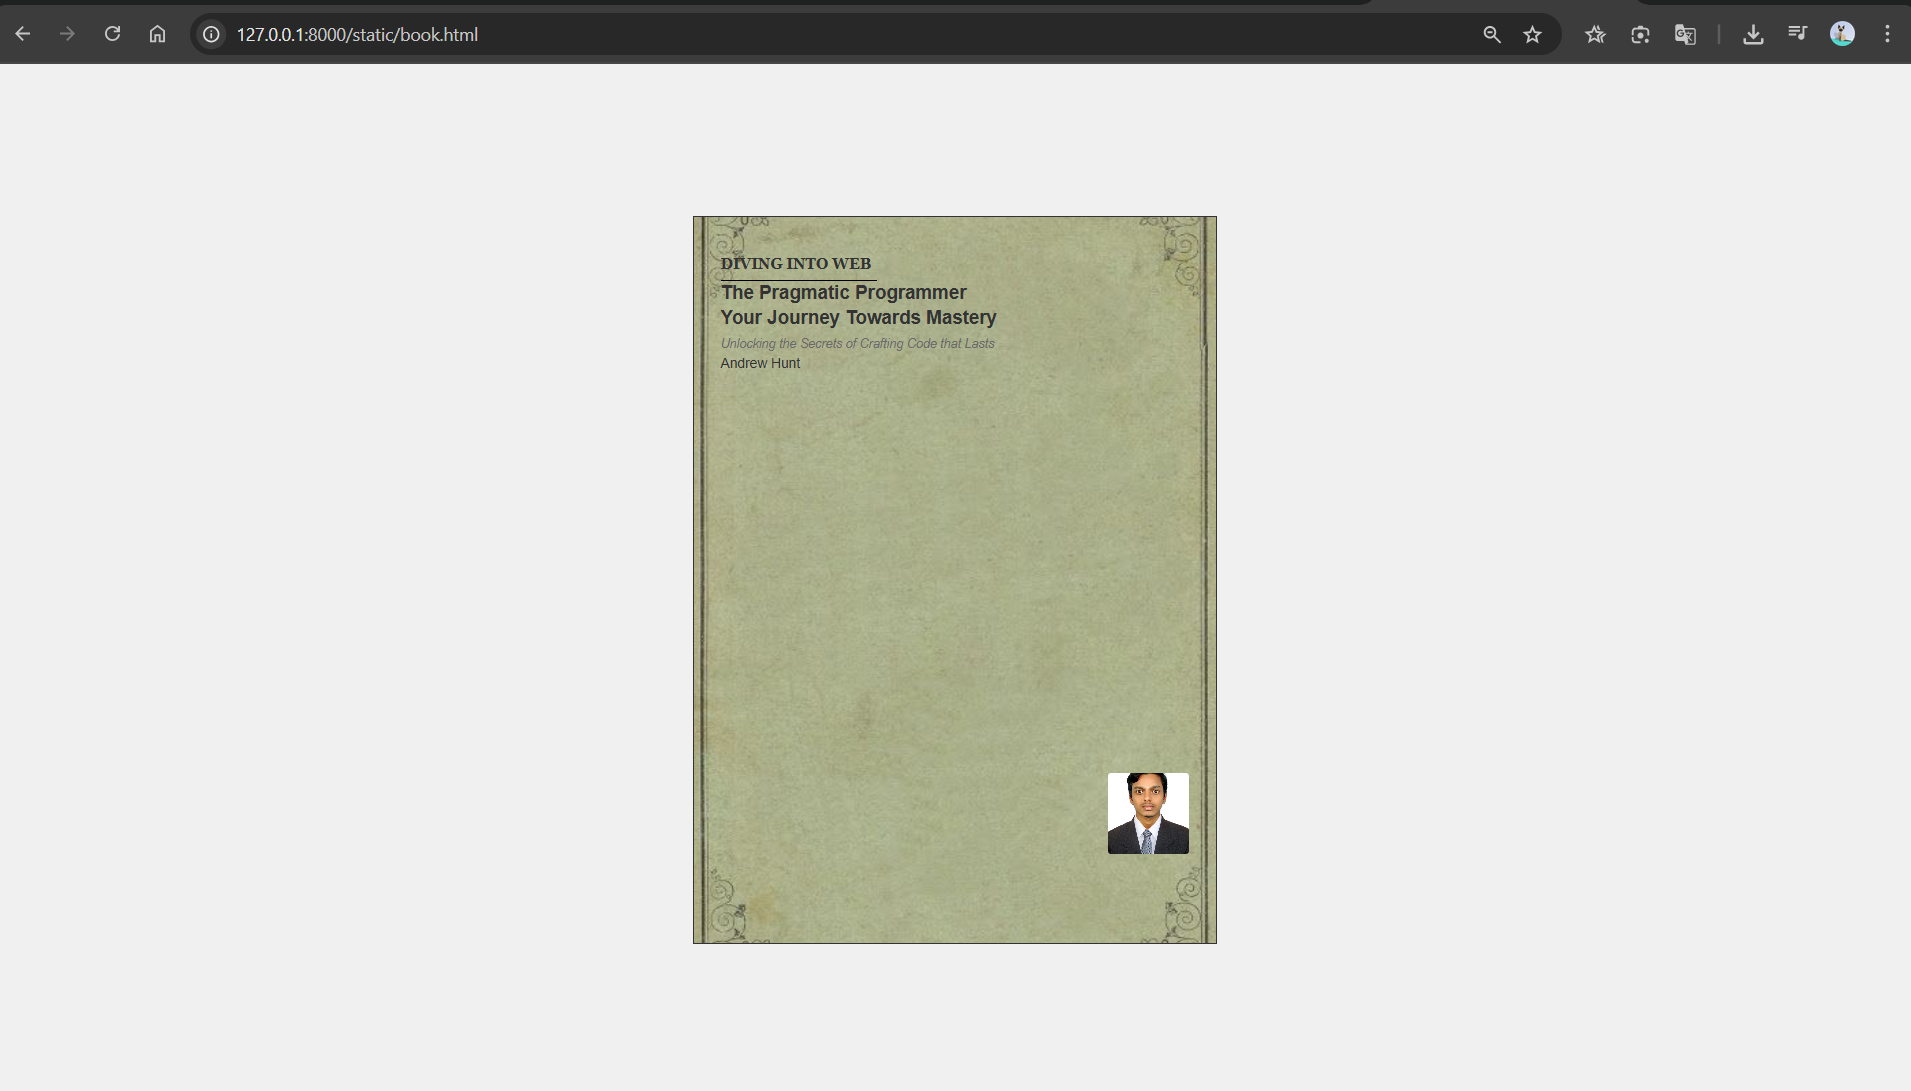 127.0.0.1:8000/static/book.html
DIVING INTO WEB
The Pragmatic Programmer
Your Journey Towards Mastery
Unlocking the Secrets of Crafting Code that Lasts
Andrew Hunt